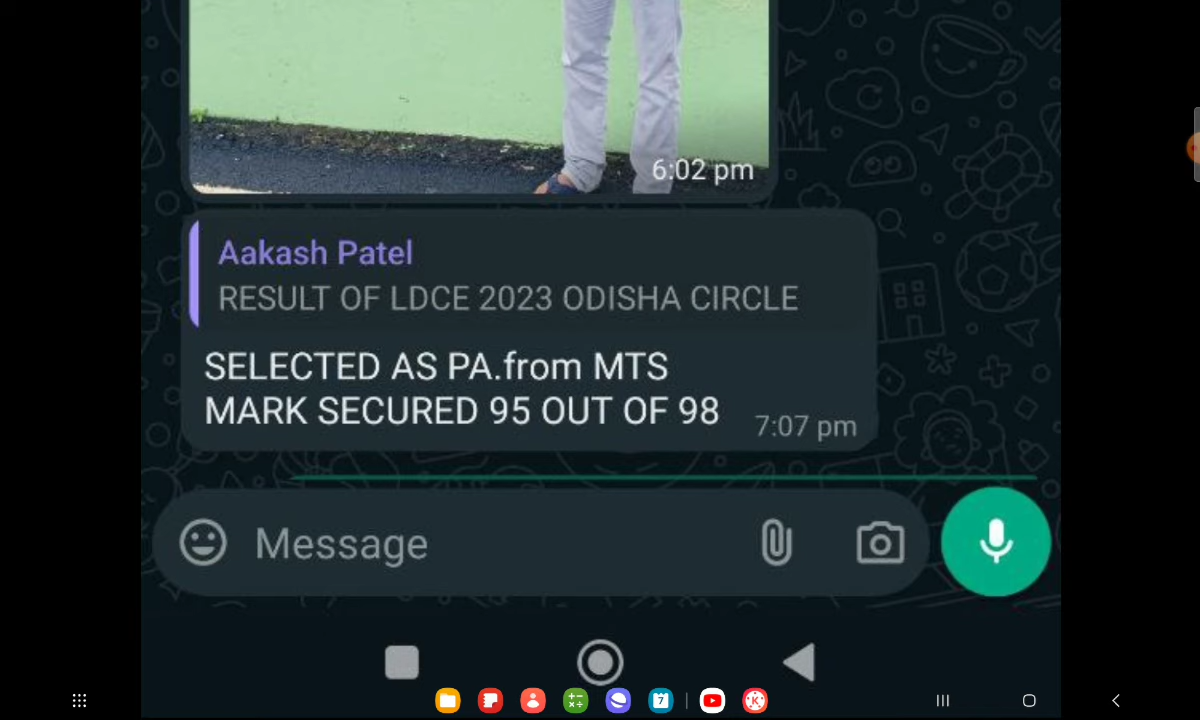 6:02 pm
Aakash Patel
RESULT OF LDCE 2023 ODISHA CIRCLE
SELECTED AS PA.from MTS
MARK SECURED 95 OUT OF 98
7:07 pm
Message
7
K